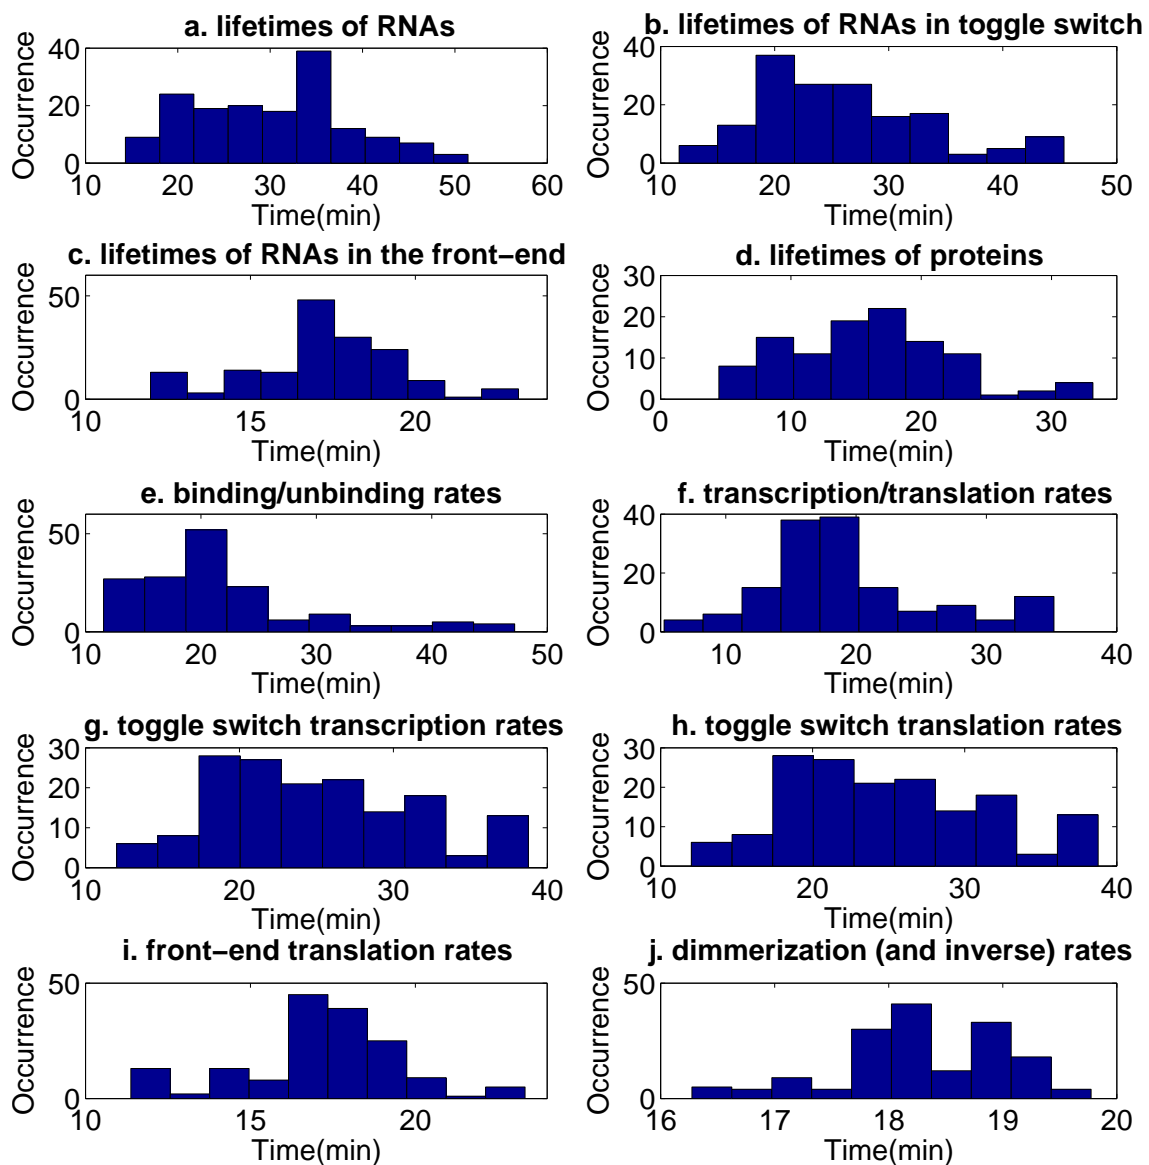 a. lifetimes of RNAs
Occurrence
40
20
0
10 20 30 40 50 60
Time(min)
b. lifetimes of RNAs in toggle switch
Occurrence
40
20
0
10 20 30 40 50
Time(min)
c. lifetimes of RNAs in the front−end
Occurrence
50
0
10 15 20
Time(min)
d. lifetimes of proteins
Occurrence
30
20
10
0
0 10 20 30
Time(min)
e. binding/unbinding rates
Occurrence
50
0
10 20 30 40 50
Time(min)
f. transcription/translation rates
Occurrence
40
20
0
10 20 30 40
Time(min)
g. toggle switch transcription rates
Occurrence
30
20
10
0
10 20 30 40
Time(min)
h. toggle switch translation rates
Occurrence
30
20
10
0
10 20 30 40
Time(min)
i. front−end translation rates
Occurrence
50
0
10 15 20
Time(min)
j. dimmerization (and inverse) rates
Occurrence
50
0
16 17 18 19 20
Time(min)